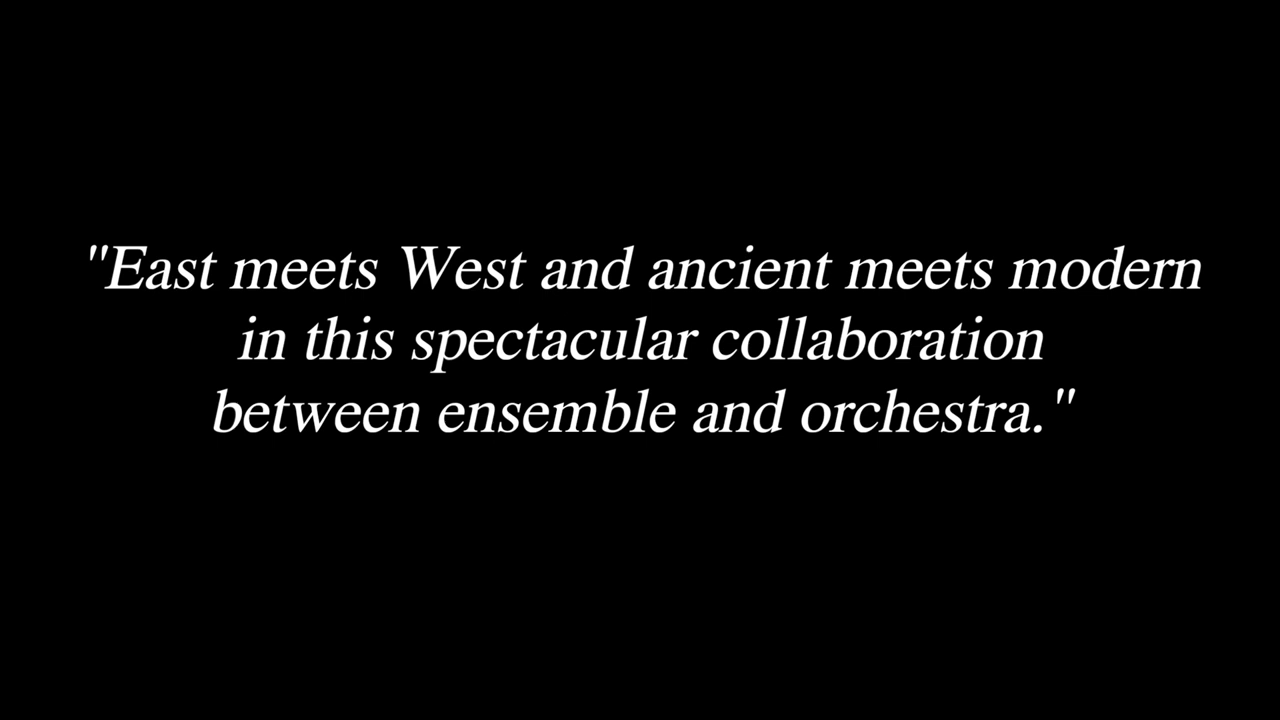 "East meets West and ancient meets modern
in this spectacular collaboration
between ensemble and orchestra."